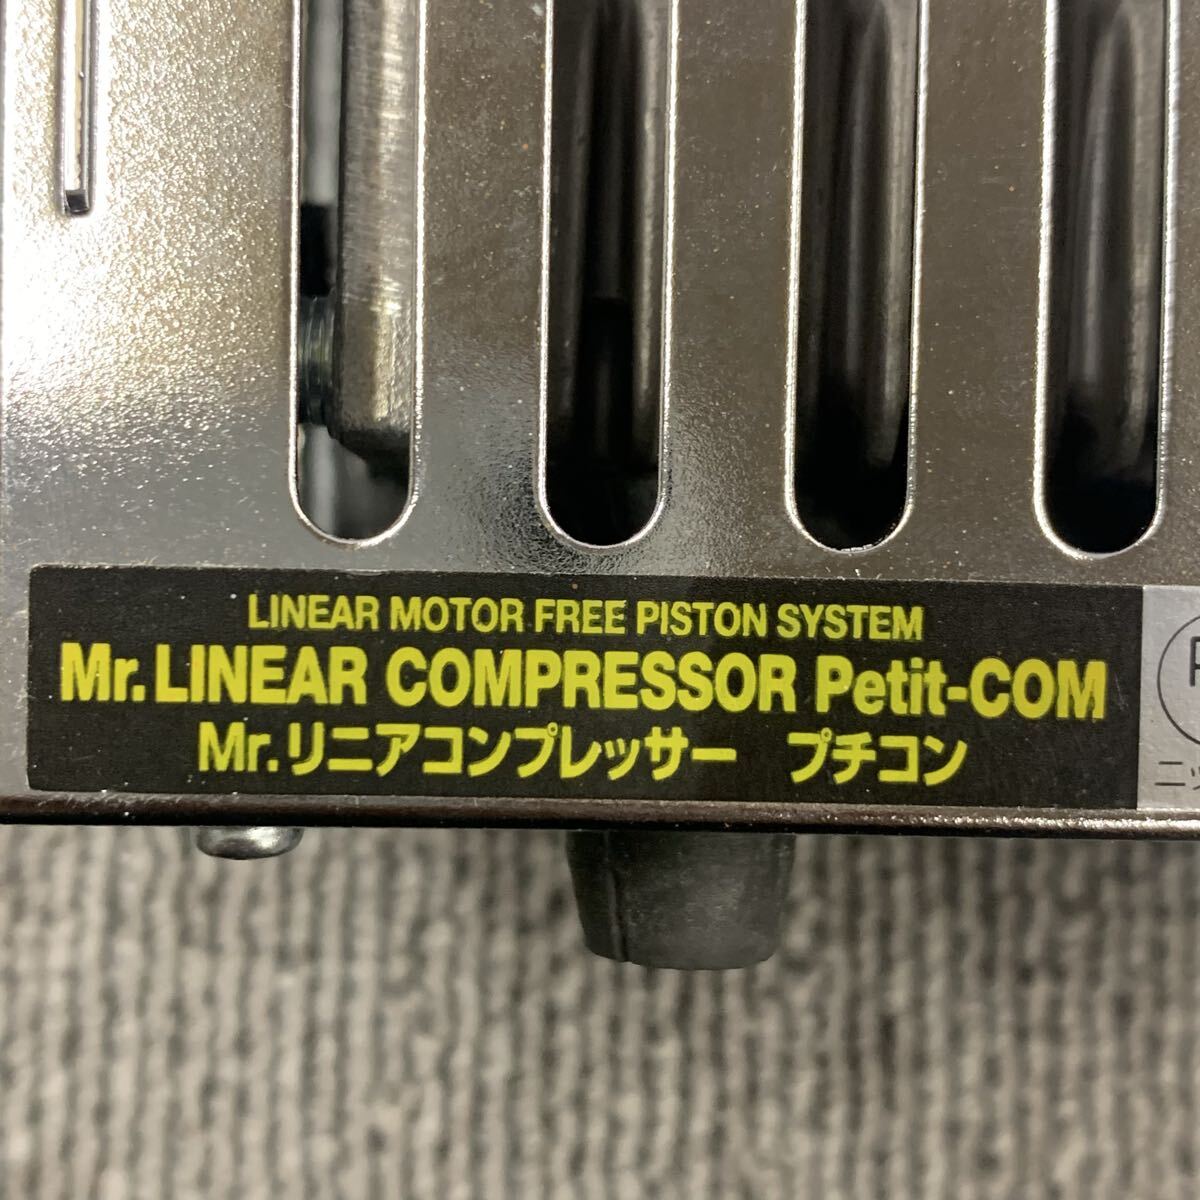 LINEAR MOTOR FREE PISTON SYSTEM
Mr.LINEAR COMPRESSOR Petit-COM
Mr.リニアコンプレッサー プチコン